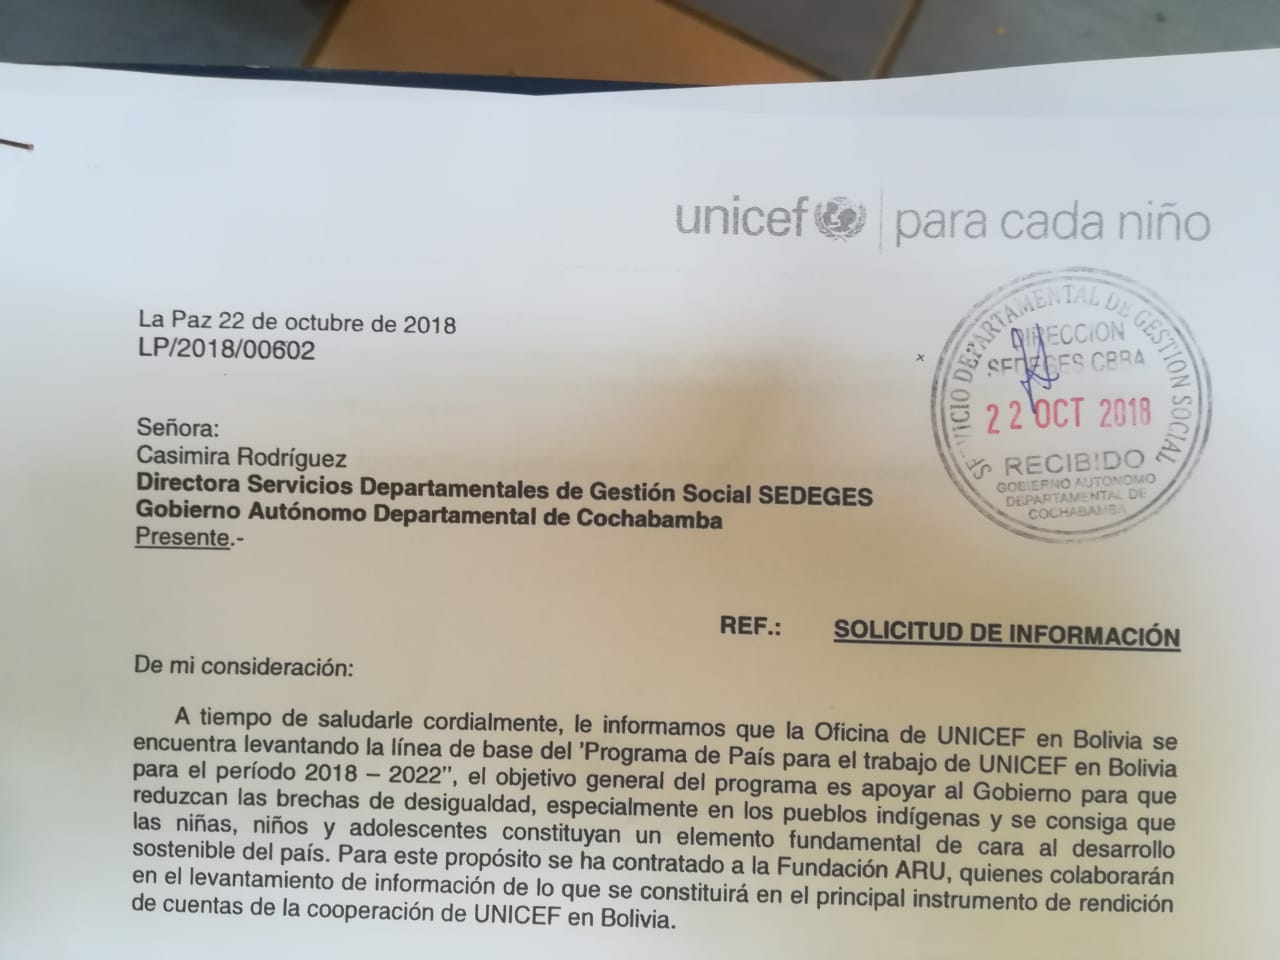 unicef para cada niño
La Paz 22 de octubre de 2018
LP/2018/00602
SERVICIO DEPARTAMENTAL DE GESTION SOCIAL
DIRECCION
SEDEGES CBBA
22 OCT 2018
RECIBIDO
GOBIERNO AUTONOMO
DEPARTAMENTAL DE
COCHABAMBA
Señora:
Casimira Rodríguez
Directora Servicios Departamentales de Gestión Social SEDEGES
Gobierno Autónomo Departamental de Cochabamba
Presente.-
REF.: SOLICITUD DE INFORMACIÓN
De mi consideración:
A tiempo de saludarle cordialmente, le informamos que la Oficina de UNICEF en Bolivia se
encuentra levantando la línea de base del 'Programa de País para el trabajo de UNICEF en Bolivia
para el período 2018 – 2022”, el objetivo general del programa es apoyar al Gobierno para que
reduzcan las brechas de desigualdad, especialmente en los pueblos indígenas y se consiga que
las niñas, niños y adolescentes constituyan un elemento fundamental de cara al desarrollo
sostenible del país. Para este propósito se ha contratado a la Fundación ARU, quienes colaborarán
en el levantamiento de información de lo que se constituirá en el principal instrumento de rendición
de cuentas de la cooperación de UNICEF en Bolivia.